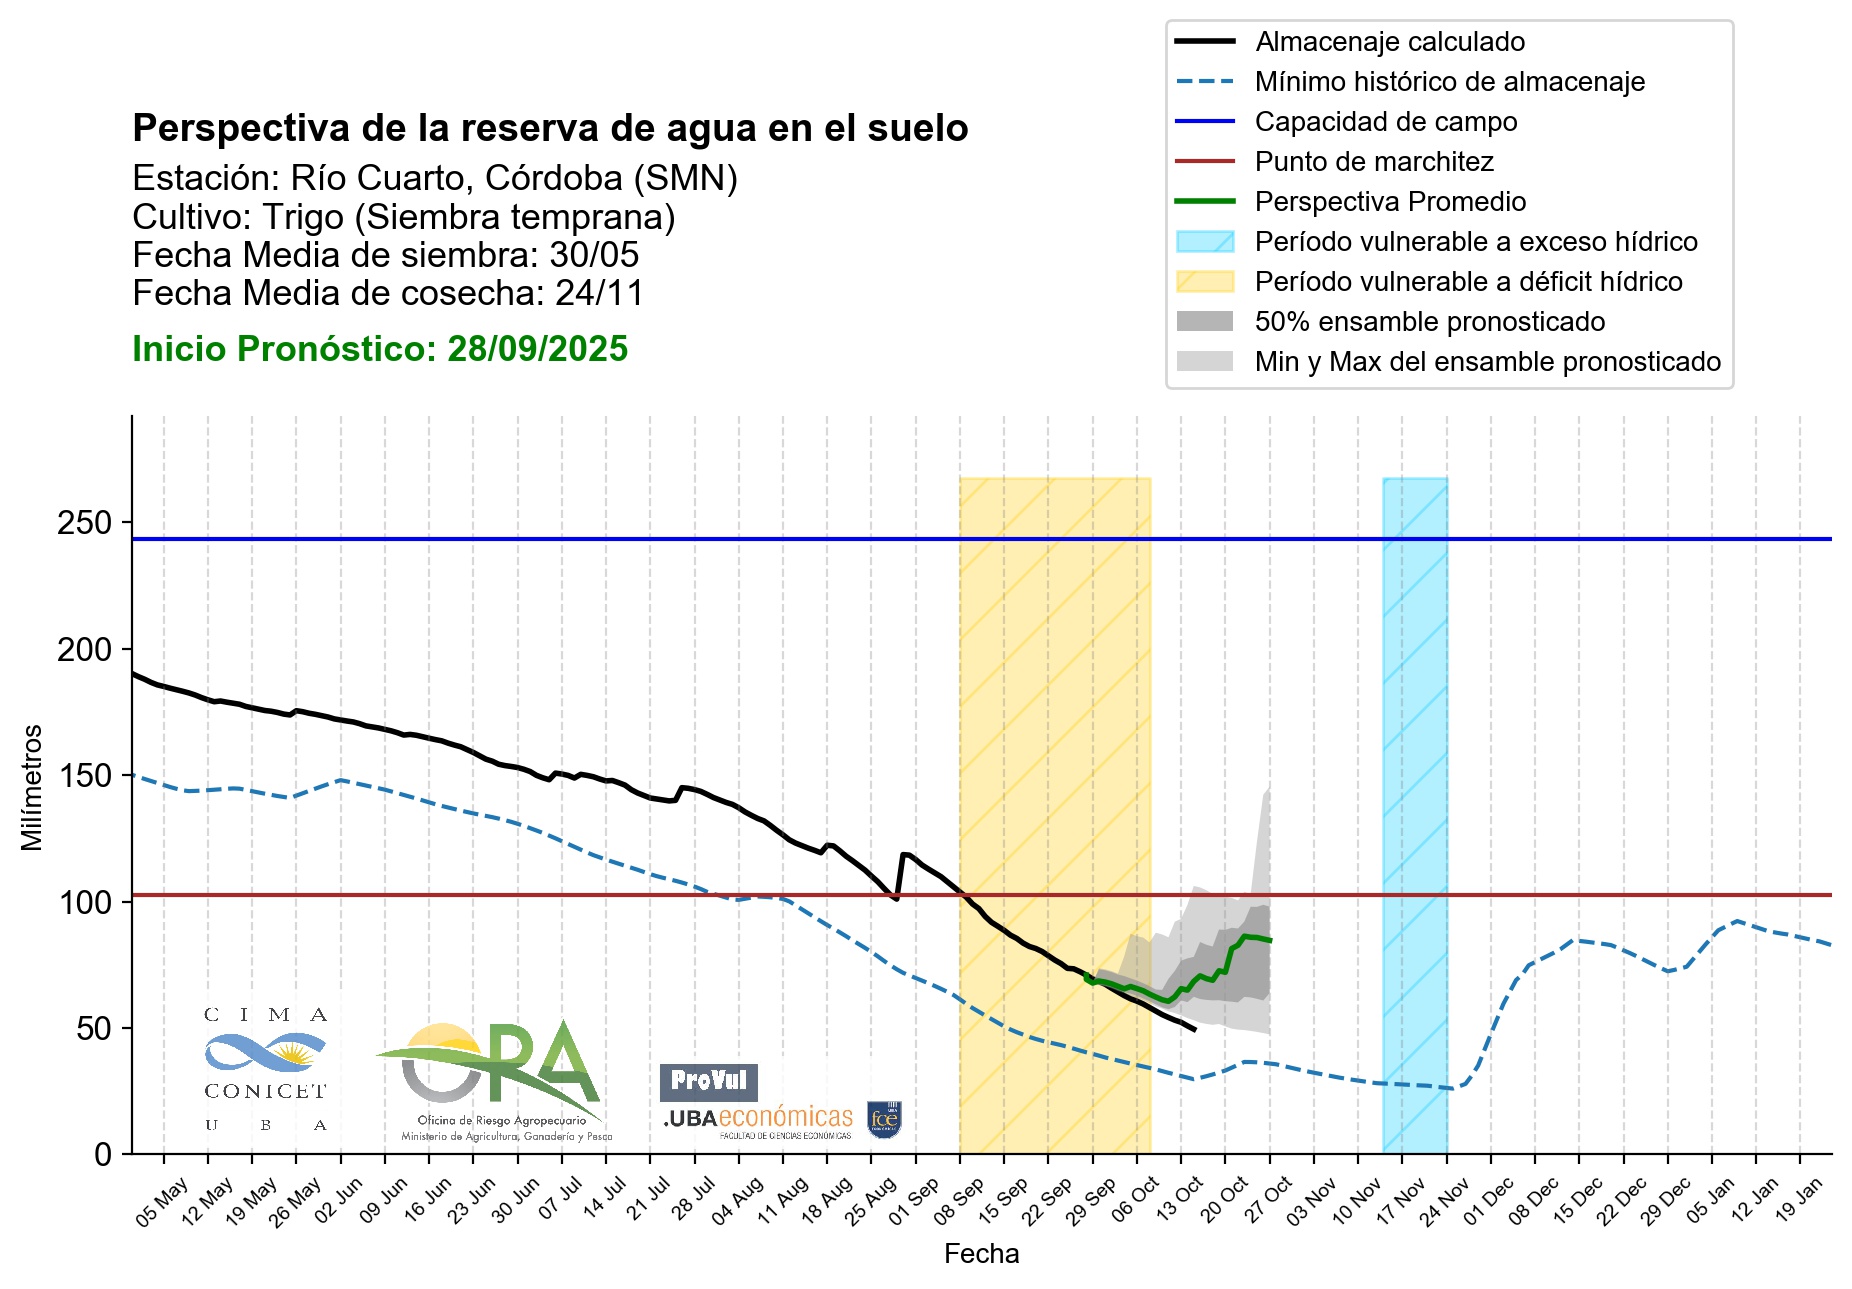 Almacenaje calculado
Mínimo histórico de almacenaje
Capacidad de campo
Punto de marchitez
Perspectiva Promedio
Período vulnerable a exceso hídrico
Período vulnerable a déficit hídrico
50% ensamble pronosticado
Min y Max del ensamble pronosticado
Perspectiva de la reserva de agua en el suelo
Estación: Río Cuarto, Córdoba (SMN)
Cultivo: Trigo (Siembra temprana)
Fecha Media de siembra: 30/05
Fecha Media de cosecha: 24/11
Inicio Pronóstico: 28/09/2025
Milímetros
250
200
150
100
50
0
CIMA
CONICET
UBA
ORA
Oficina de Riesgo Agropecuario
Ministerio de Agricultura, Ganadería y Pesca
ProVul
.UBAeconómicas
FACULTAD DE CIENCIAS ECONÓMICAS
fce
05 May
12 May
19 May
26 May
02 Jun
09 Jun
16 Jun
23 Jun
30 Jun
07 Jul
14 Jul
21 Jul
28 Jul
04 Aug
11 Aug
18 Aug
25 Aug
01 Sep
08 Sep
15 Sep
22 Sep
29 Sep
06 Oct
13 Oct
20 Oct
27 Oct
03 Nov
10 Nov
17 Nov
24 Nov
01 Dec
08 Dec
15 Dec
22 Dec
29 Dec
05 Jan
12 Jan
19 Jan
Fecha